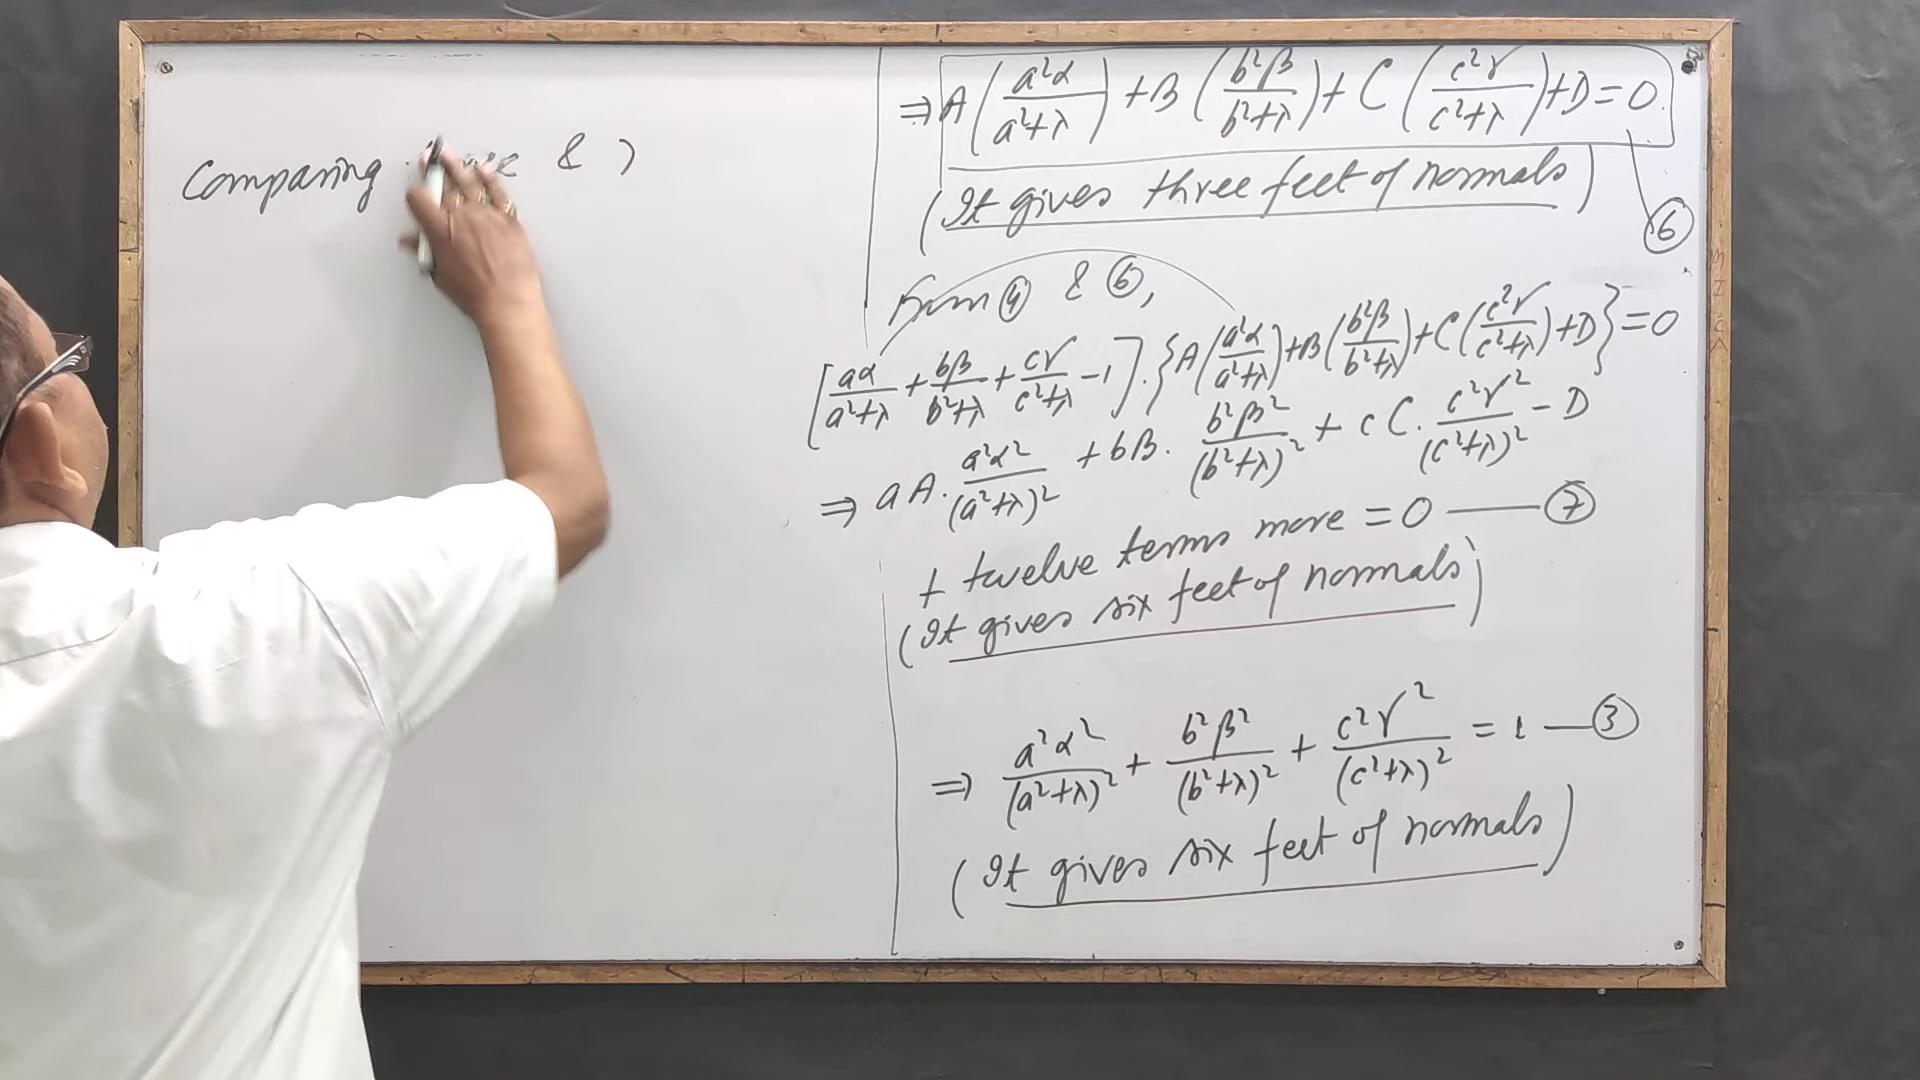 Comparing &
⇒ A(a²α/(a²+λ)) + B(b²β/(b²+λ)) + C(c²γ/(c²+λ)) + D = 0
(It gives three feet of normals)
⑥
From ④ & ⑥,
[aα/(a²+λ) + bβ/(b²+λ) + cγ/(c²+λ) - 1].{A(a²α/(a²+λ)) + B(b²β/(b²+λ)) + C(c²γ/(c²+λ)) + D} = 0
⇒ aA. a²α²/(a²+λ)² + bB. b²β²/(b²+λ)² + cC. c²γ²/(c²+λ)² - D
+ twelve terms more = 0 — ⑦
(It gives six feet of normals)
⇒ a²α²/(a²+λ)² + b²β²/(b²+λ)² + c²γ²/(c²+λ)² = 1 — ③
(It gives six feet of normals)